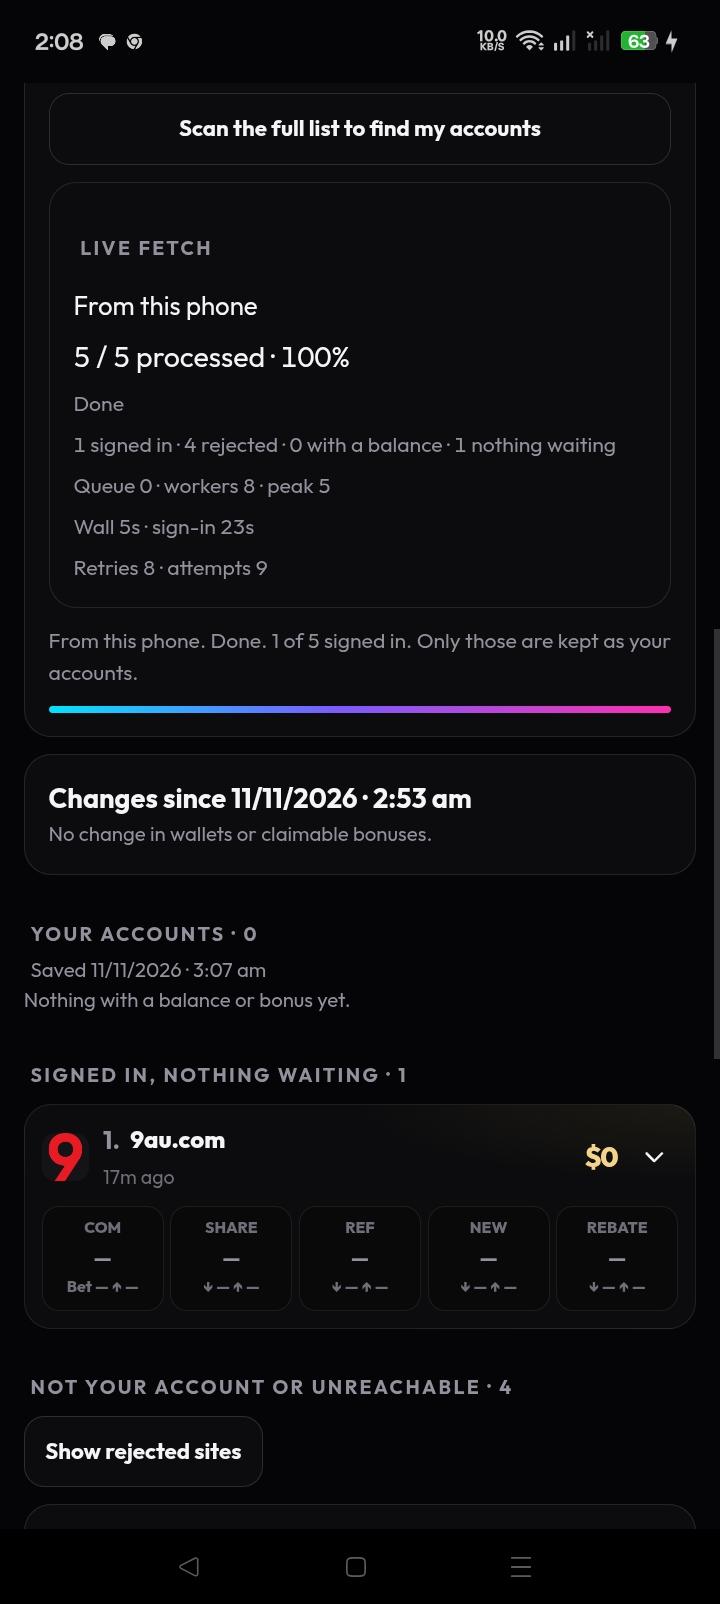 2:08
10.0
KB/S
63
Scan the full list to find my accounts
LIVE FETCH
From this phone
5 / 5 processed · 100%
Done
1 signed in · 4 rejected · 0 with a balance · 1 nothing waiting
Queue 0 · workers 8 · peak 5
Wall 5s · sign-in 23s
Retries 8 · attempts 9
From this phone. Done. 1 of 5 signed in. Only those are kept as your
accounts.
Changes since 11/11/2026 · 2:53 am
No change in wallets or claimable bonuses.
YOUR ACCOUNTS · 0
Saved 11/11/2026 · 3:07 am
Nothing with a balance or bonus yet.
SIGNED IN, NOTHING WAITING · 1
9
1. 9au.com
17m ago
$0
COM SHARE REF NEW REBATE
— — — — —
Bet — ↑ — ↓ — ↑ — ↓ — ↑ — ↓ — ↑ — ↓ — ↑ —
NOT YOUR ACCOUNT OR UNREACHABLE · 4
Show rejected sites